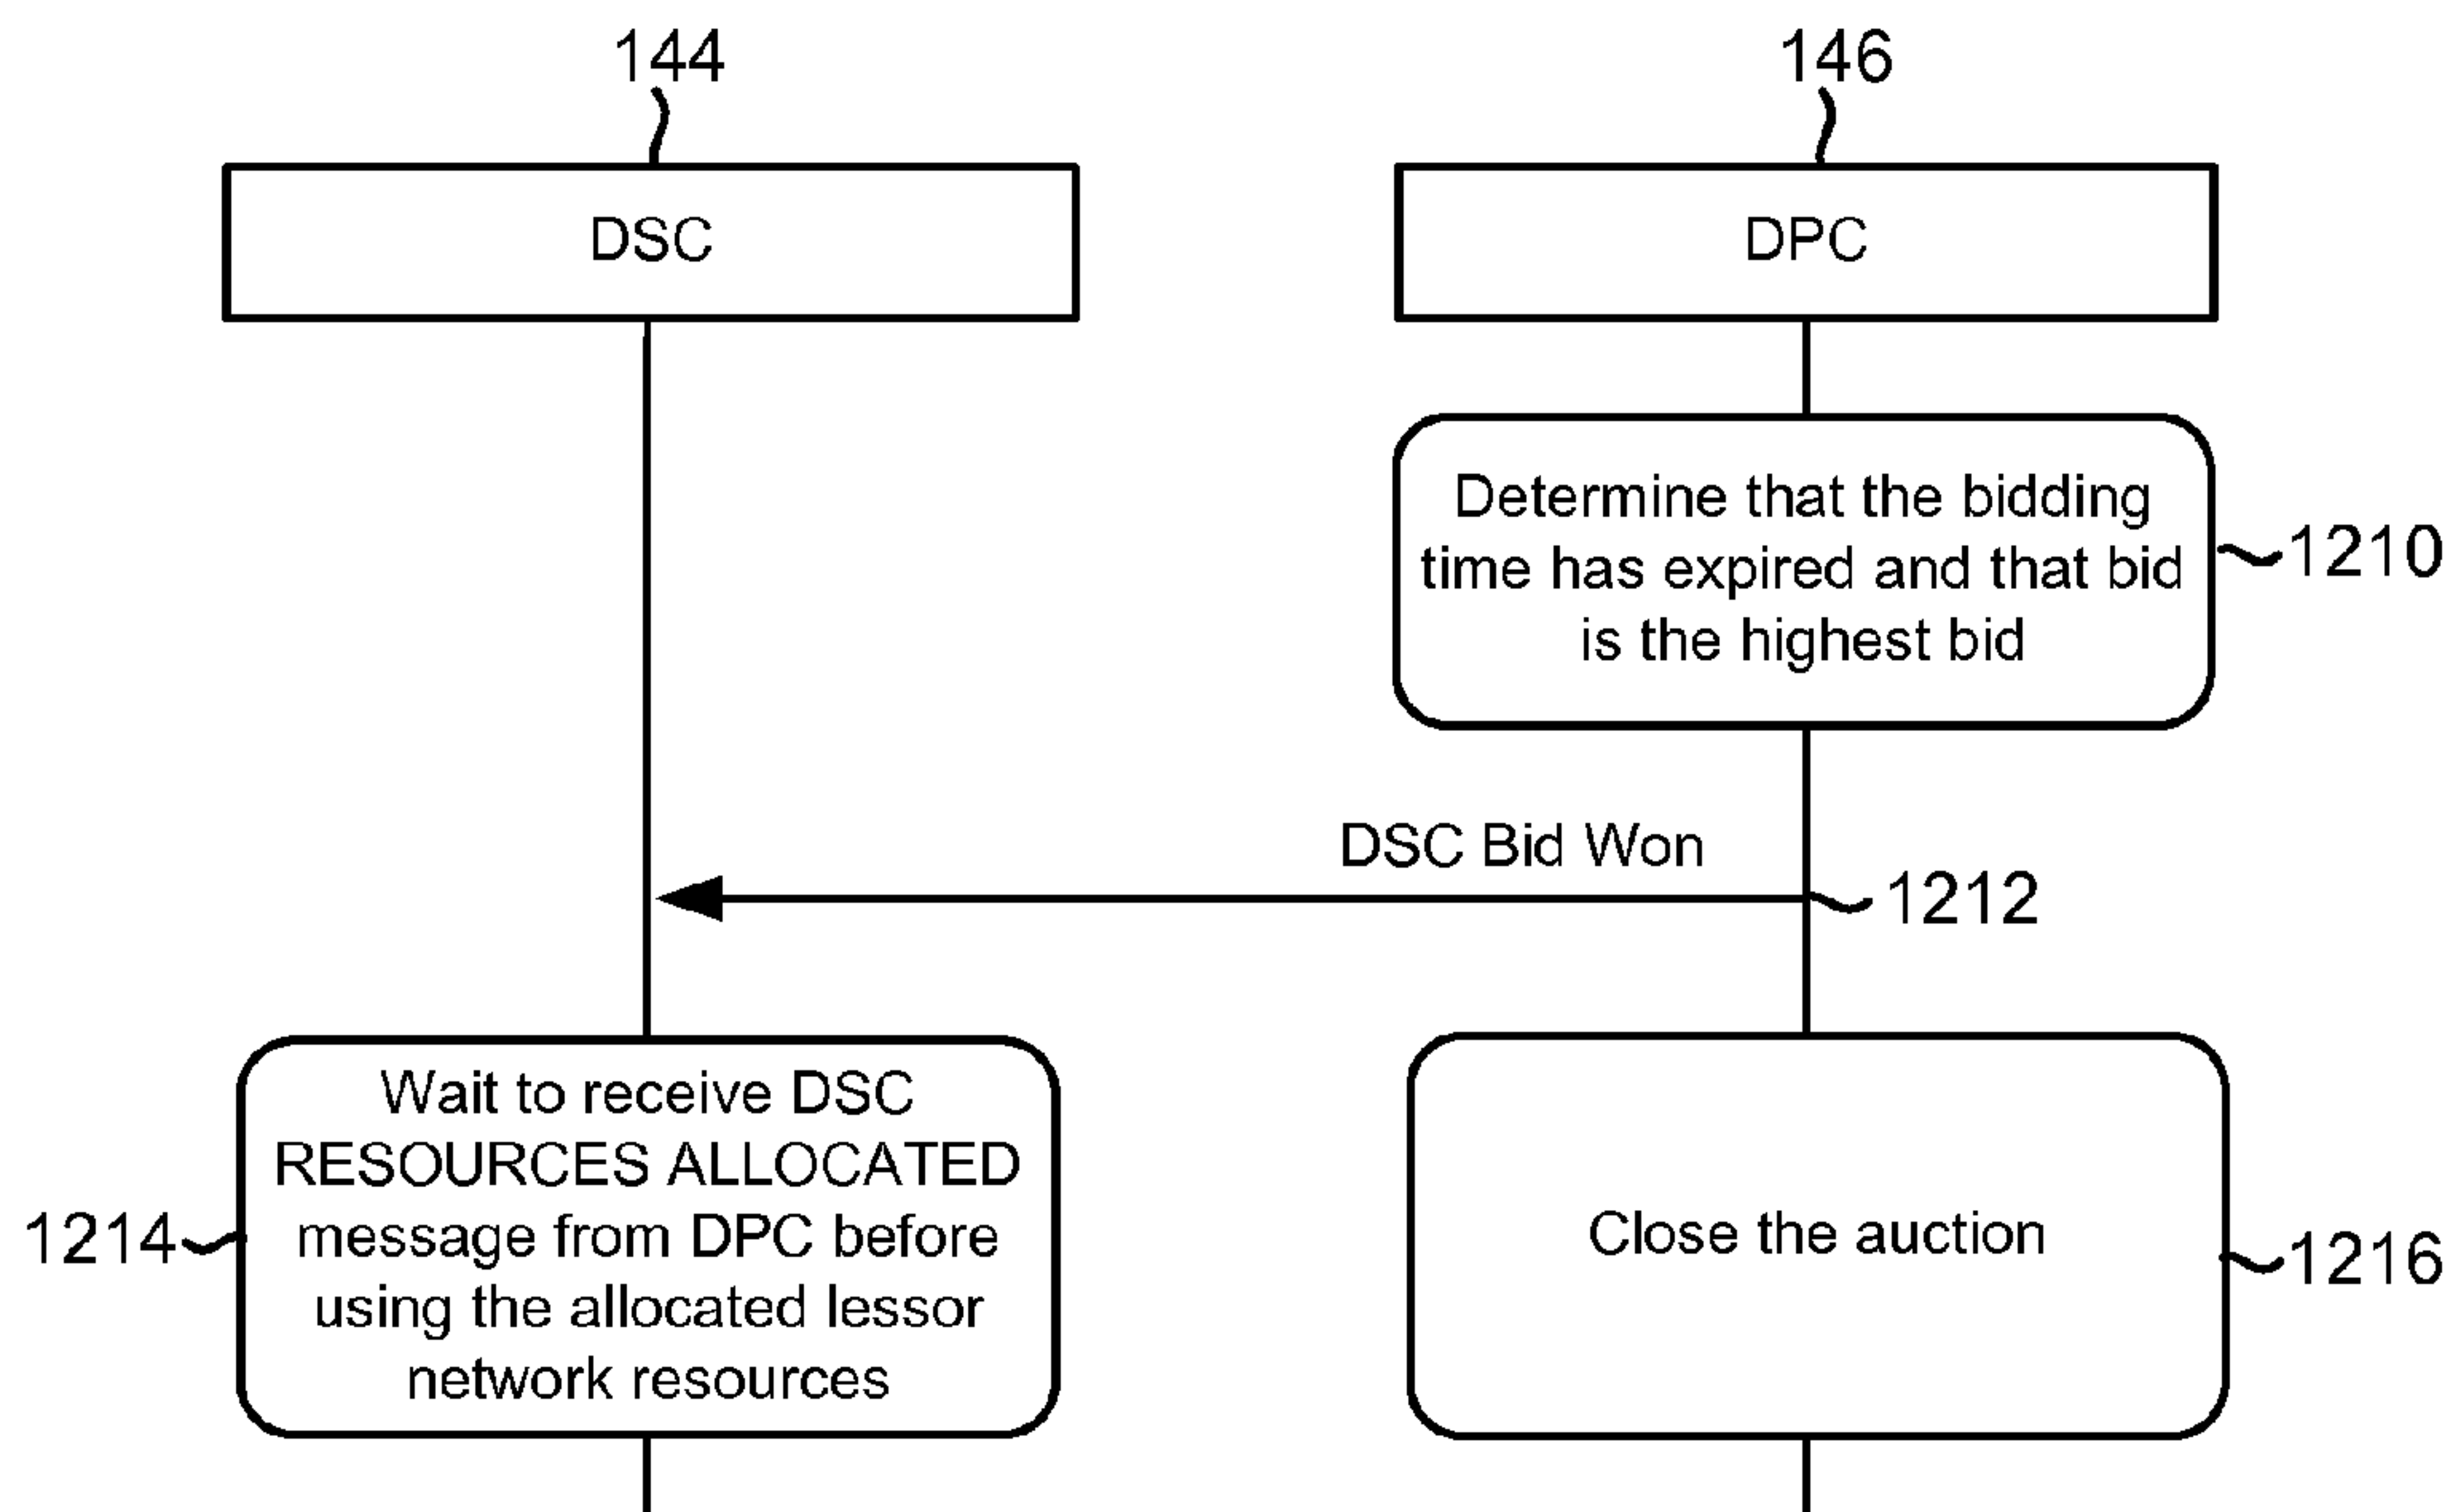 144
146
DSC
DPC
Determine that the bidding
time has expired and that bid
is the highest bid
1210
DSC Bid Won
1212
Wait to receive DSC
RESOURCES ALLOCATED
message from DPC before
using the allocated lessor
network resources
1214
Close the auction
1216